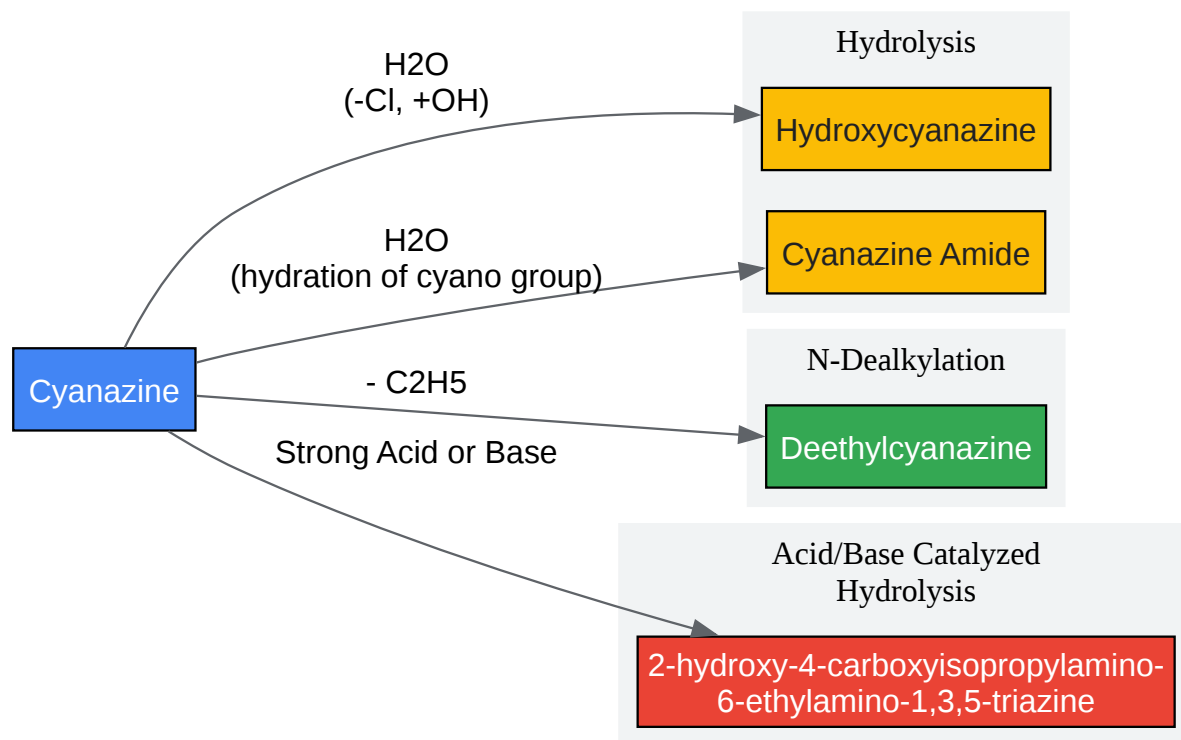 Hydrolysis
H2O
(-Cl, +OH)
Hydroxycyanazine
H2O
(hydration of cyano group)
Cyanazine Amide
Cyanazine
- C2H5
N-Dealkylation
Deethylcyanazine
Strong Acid or Base
Acid/Base Catalyzed
Hydrolysis
2-hydroxy-4-carboxyisopropylamino-
6-ethylamino-1,3,5-triazine